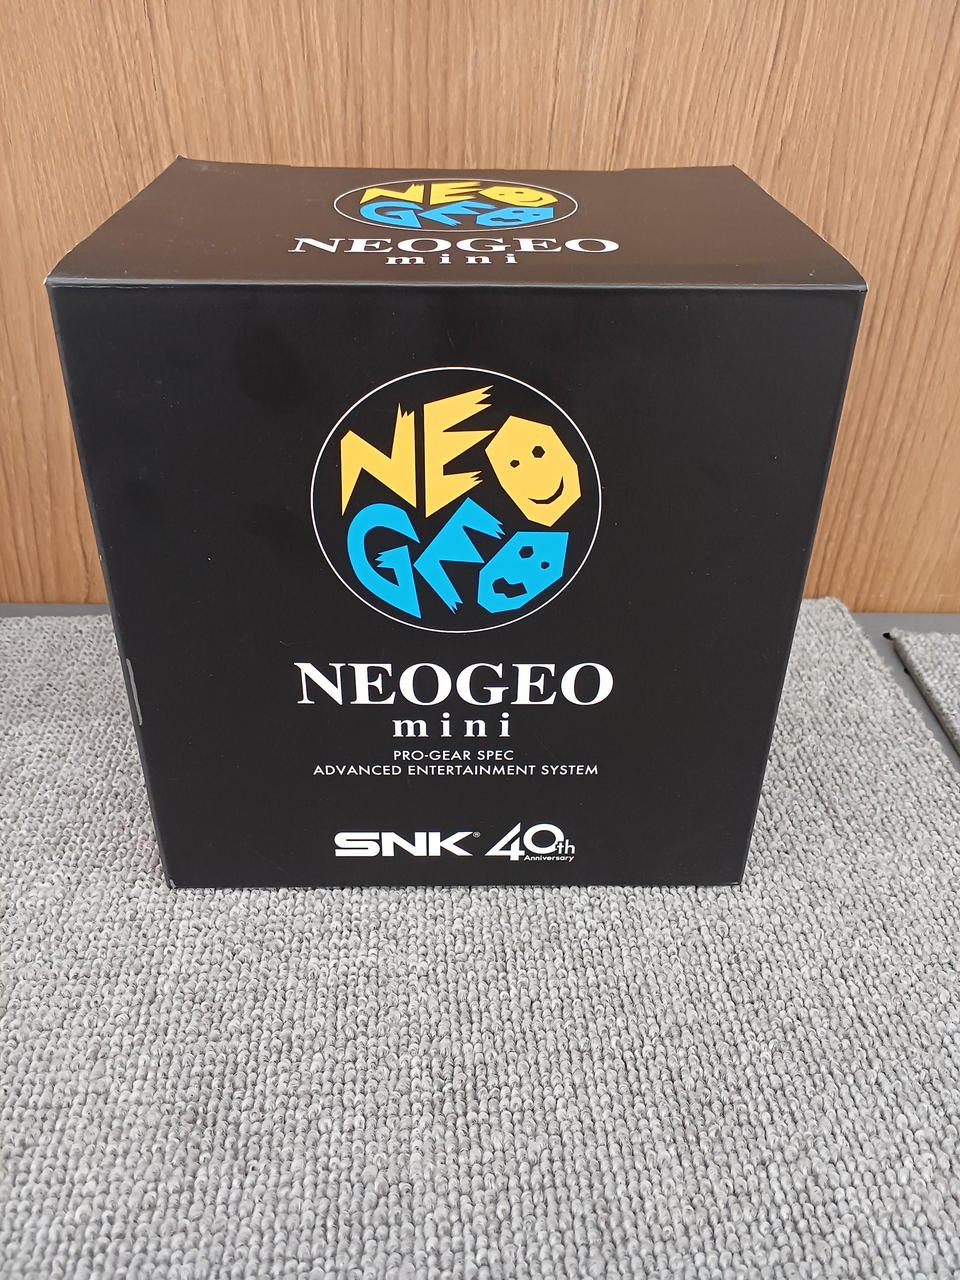 NEO
GEO
NEOGEO
mini
NEO
GEO
NEOGEO
mini
PRO-GEAR SPEC
ADVANCED ENTERTAINMENT SYSTEM
SNK® 40th
Anniversary